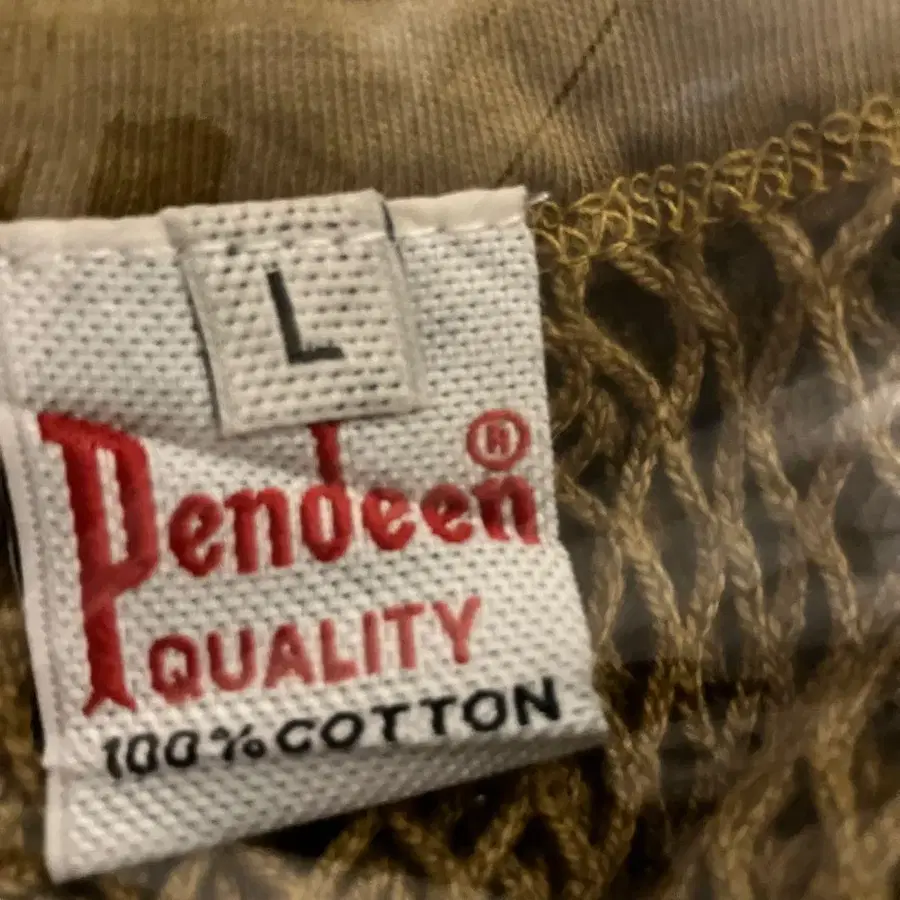 L
Pendeen ®
QUALITY
100% COTTON